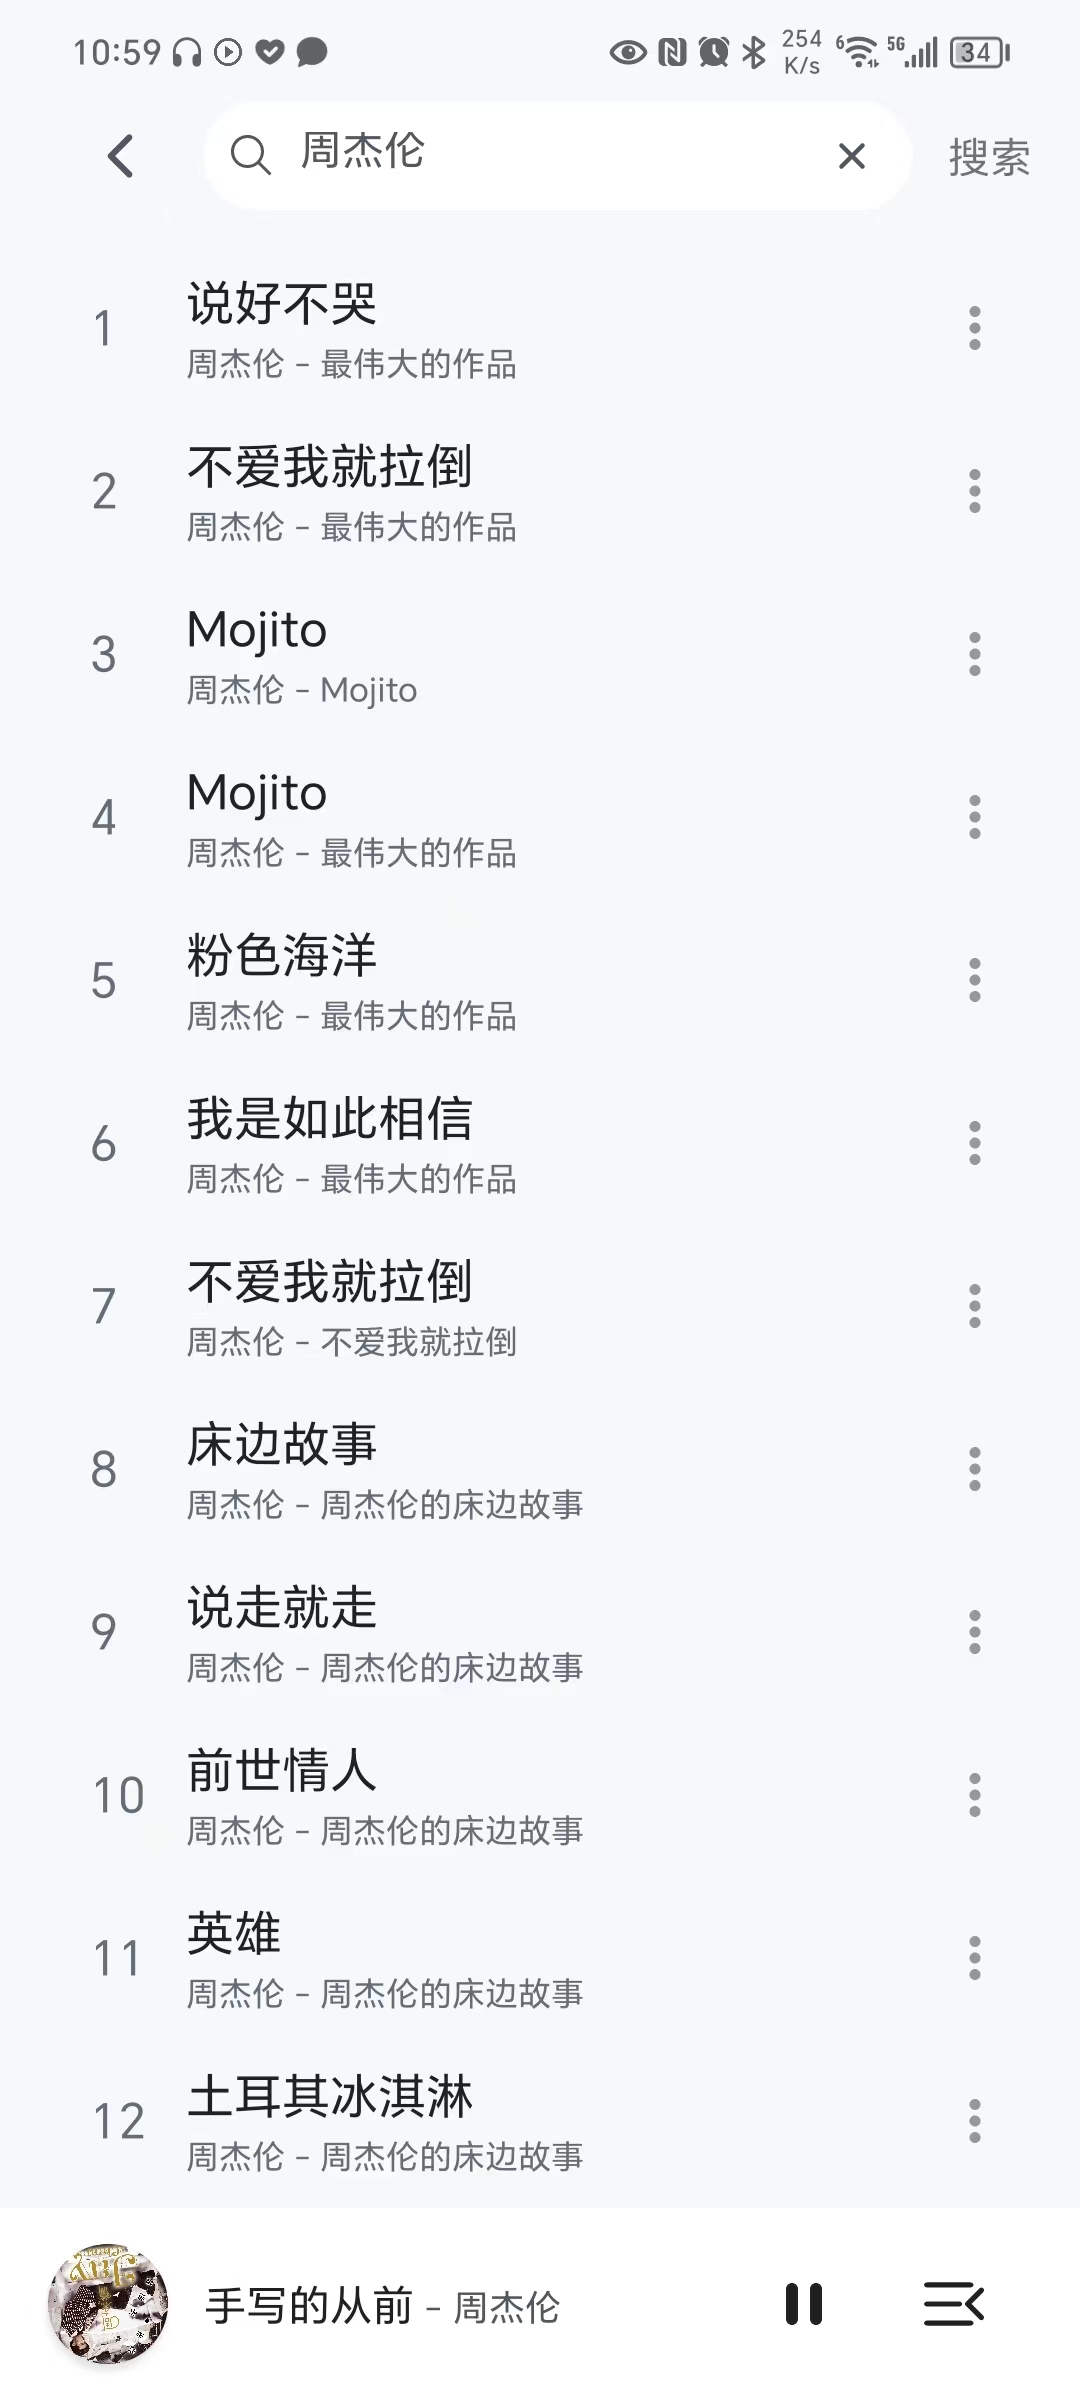 10:59
254 K/s
6
5G
34
周杰伦
搜索
1
说好不哭
周杰伦 - 最伟大的作品
2
不爱我就拉倒
周杰伦 - 最伟大的作品
3
Mojito
周杰伦 - Mojito
4
Mojito
周杰伦 - 最伟大的作品
5
粉色海洋
周杰伦 - 最伟大的作品
6
我是如此相信
周杰伦 - 最伟大的作品
7
不爱我就拉倒
周杰伦 - 不爱我就拉倒
8
床边故事
周杰伦 - 周杰伦的床边故事
9
说走就走
周杰伦 - 周杰伦的床边故事
10
前世情人
周杰伦 - 周杰伦的床边故事
11
英雄
周杰伦 - 周杰伦的床边故事
12
土耳其冰淇淋
周杰伦 - 周杰伦的床边故事
手写的从前 - 周杰伦